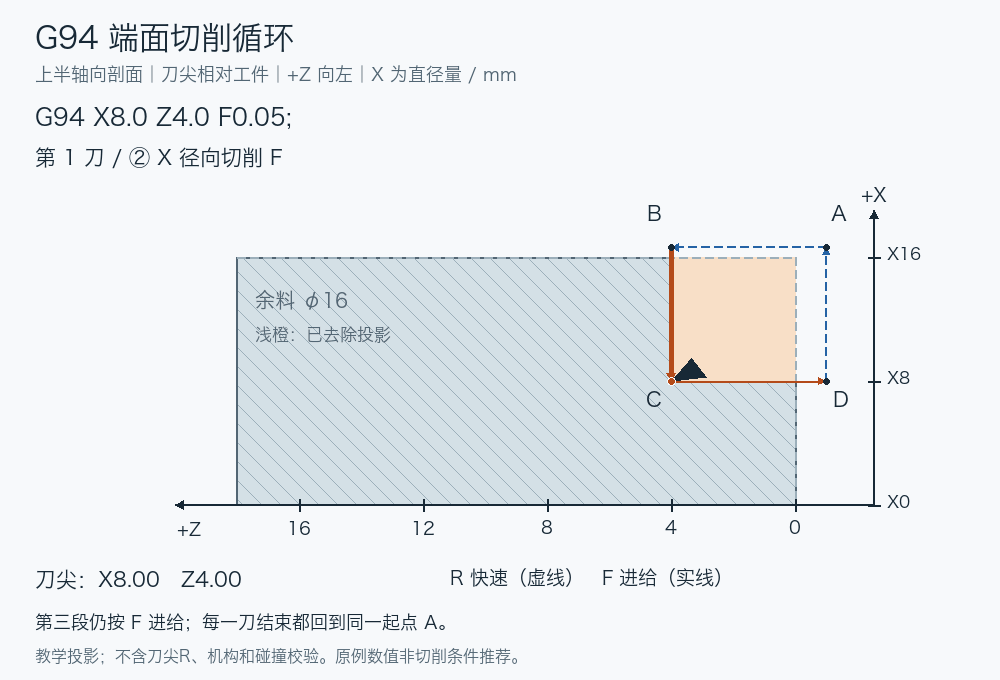 G94 端面切削循环
上半轴向剖面｜刀尖相对工件｜+Z 向左｜X 为直径量 / mm
G94 X8.0 Z4.0 F0.05;
第 1 刀 / ② X 径向切削 F
+X
B
A
X16
余料 φ16
浅橙：已去除投影
X8
C
D
X0
+Z
16
12
8
4
0
刀尖：X8.00 Z4.00
R 快速（虚线） F 进给（实线）
第三段仍按 F 进给；每一刀结束都回到同一起点 A。
教学投影；不含刀尖R、机构和碰撞校验。原例数值非切削条件推荐。